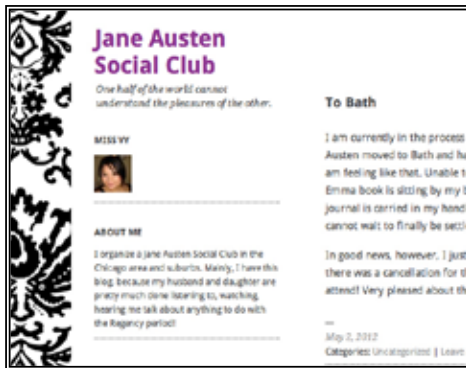 Jane Austen
Social Club
One half of the world cannot
understand the pleasures of the other.
MISS VY
ABOUT ME
I organize a Jane Austen Social Club in the
Chicago area and suburbs. Mainly, I have this
blog, because my husband and daughter are
pretty much done listening to, watching,
hearing me talk about anything to do with
the Regency period!
To Bath
I am currently in the process
Austen moved to Bath and ha
am feeling like that. Unable t
Emma book is sitting by my b
journal is carried in my hand
cannot wait to finally be settl
In good news, however, I just
there was a cancellation for th
attend! Very pleased about th
—
May 2, 2012
Categories: Uncategorized | Leave